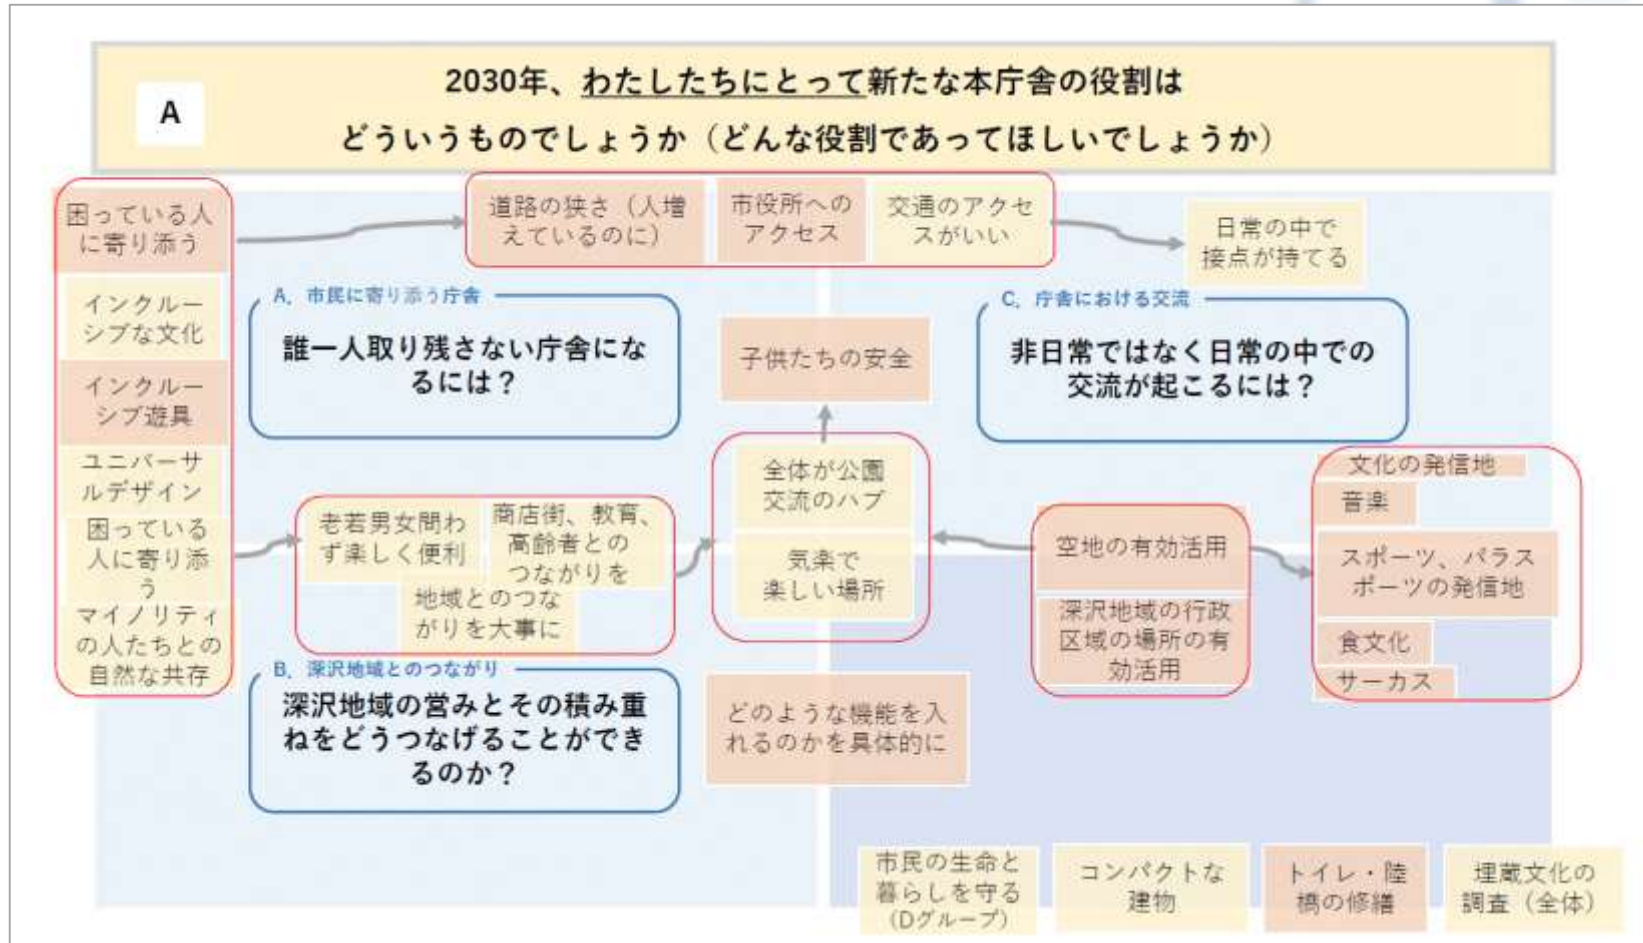 A
2030年、わたしたちにとって新たな本庁舎の役割は
どういうものでしょうか（どんな役割であってほしいでしょうか）
困っている人
に寄り添う
インクルー
シブな文化
インクルー
シブ遊具
ユニバーサ
ルデザイン
困っている
人に寄り添
う
マイノリティ
の人たちとの
自然な共存
道路の狭さ（人増
えているのに）
市役所への
アクセス
交通のアクセ
スがいい
日常の中で
接点が持てる
A，市民に寄り添う庁舎
誰一人取り残さない庁舎にな
るには？
子供たちの安全
C，庁舎における交流
非日常ではなく日常の中での
交流が起こるには？
老若男女問わ
ず楽しく便利
商店街、教育、
高齢者との
つながりを
地域とのつな
がりを大事に
全体が公園
交流のハブ
気楽で
楽しい場所
空地の有効活用
深沢地域の行政
区域の場所の有
効活用
文化の発信地
音楽
スポーツ、パラス
ポーツの発信地
食文化
サーカス
B，深沢地域とのつながり
深沢地域の営みとその積み重
ねをどうつなげることができ
るのか？
どのような機能を入
れるのかを具体的に
市民の生命と
暮らしを守る
（Dグループ）
コンパクトな
建物
トイレ・陸
橋の修繕
埋蔵文化の
調査（全体）